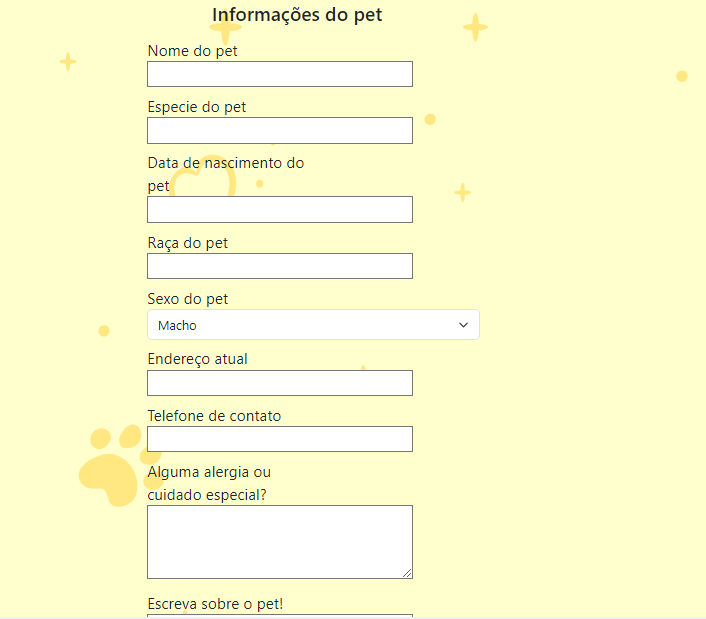 Informações do pet
Nome do pet
Especie do pet
Data de nascimento do
pet
Raça do pet
Sexo do pet
Macho
Endereço atual
Telefone de contato
Alguma alergia ou
cuidado especial?
Escreva sobre o pet!